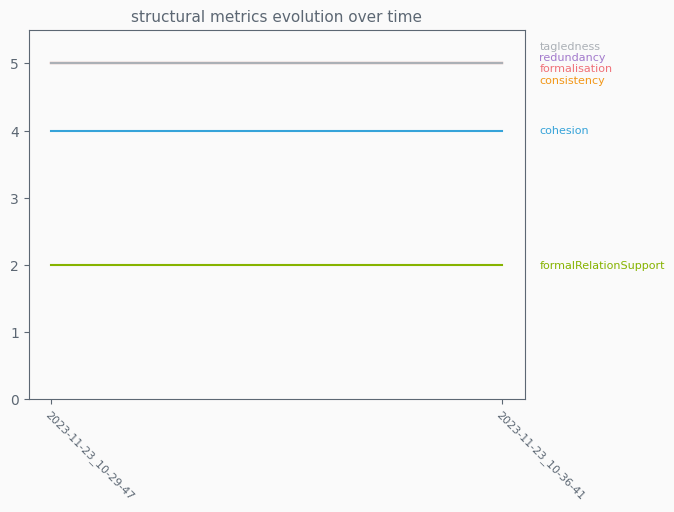 structural metrics evolution over time
tagledness
redundancy
formalisation
consistency
cohesion
formalRelationSupport
5
4
3
2
1
0
2023-11-23_10-29-47
2023-11-23_10-36-41